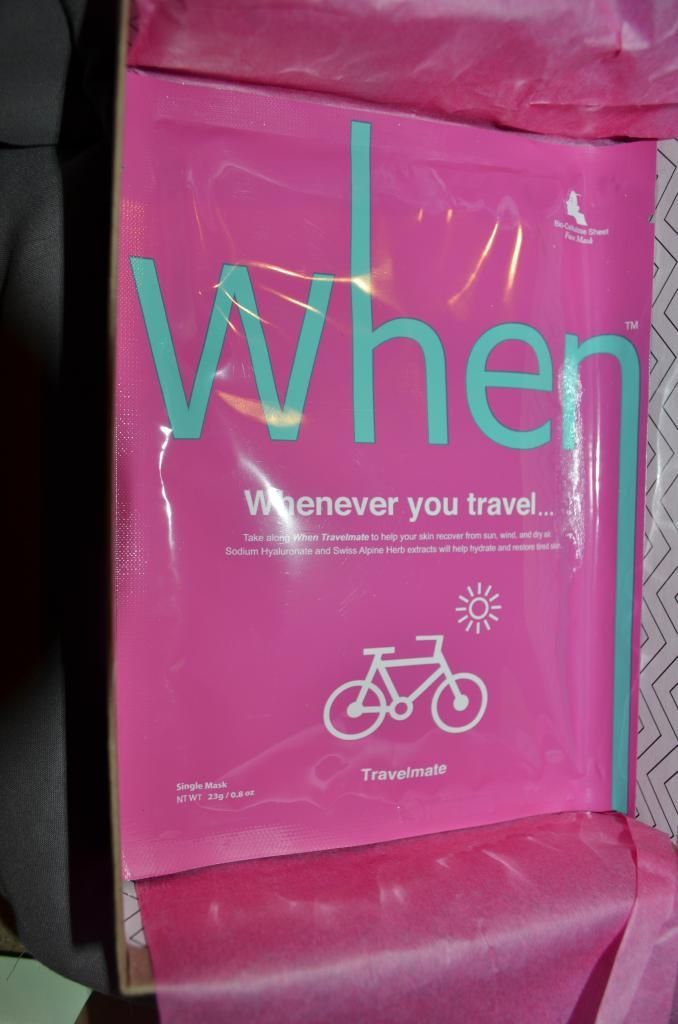 Bio-Cellulose Sheet
Face Mask
When™
Whenever you travel...
Take along When Travelmate to help your skin recover from sun, wind, and dry air.
Sodium Hyaluronate and Swiss Alpine Herb extracts will help hydrate and restore tired skin.
Travelmate
Single Mask
NT WT 23g / 0.8 oz